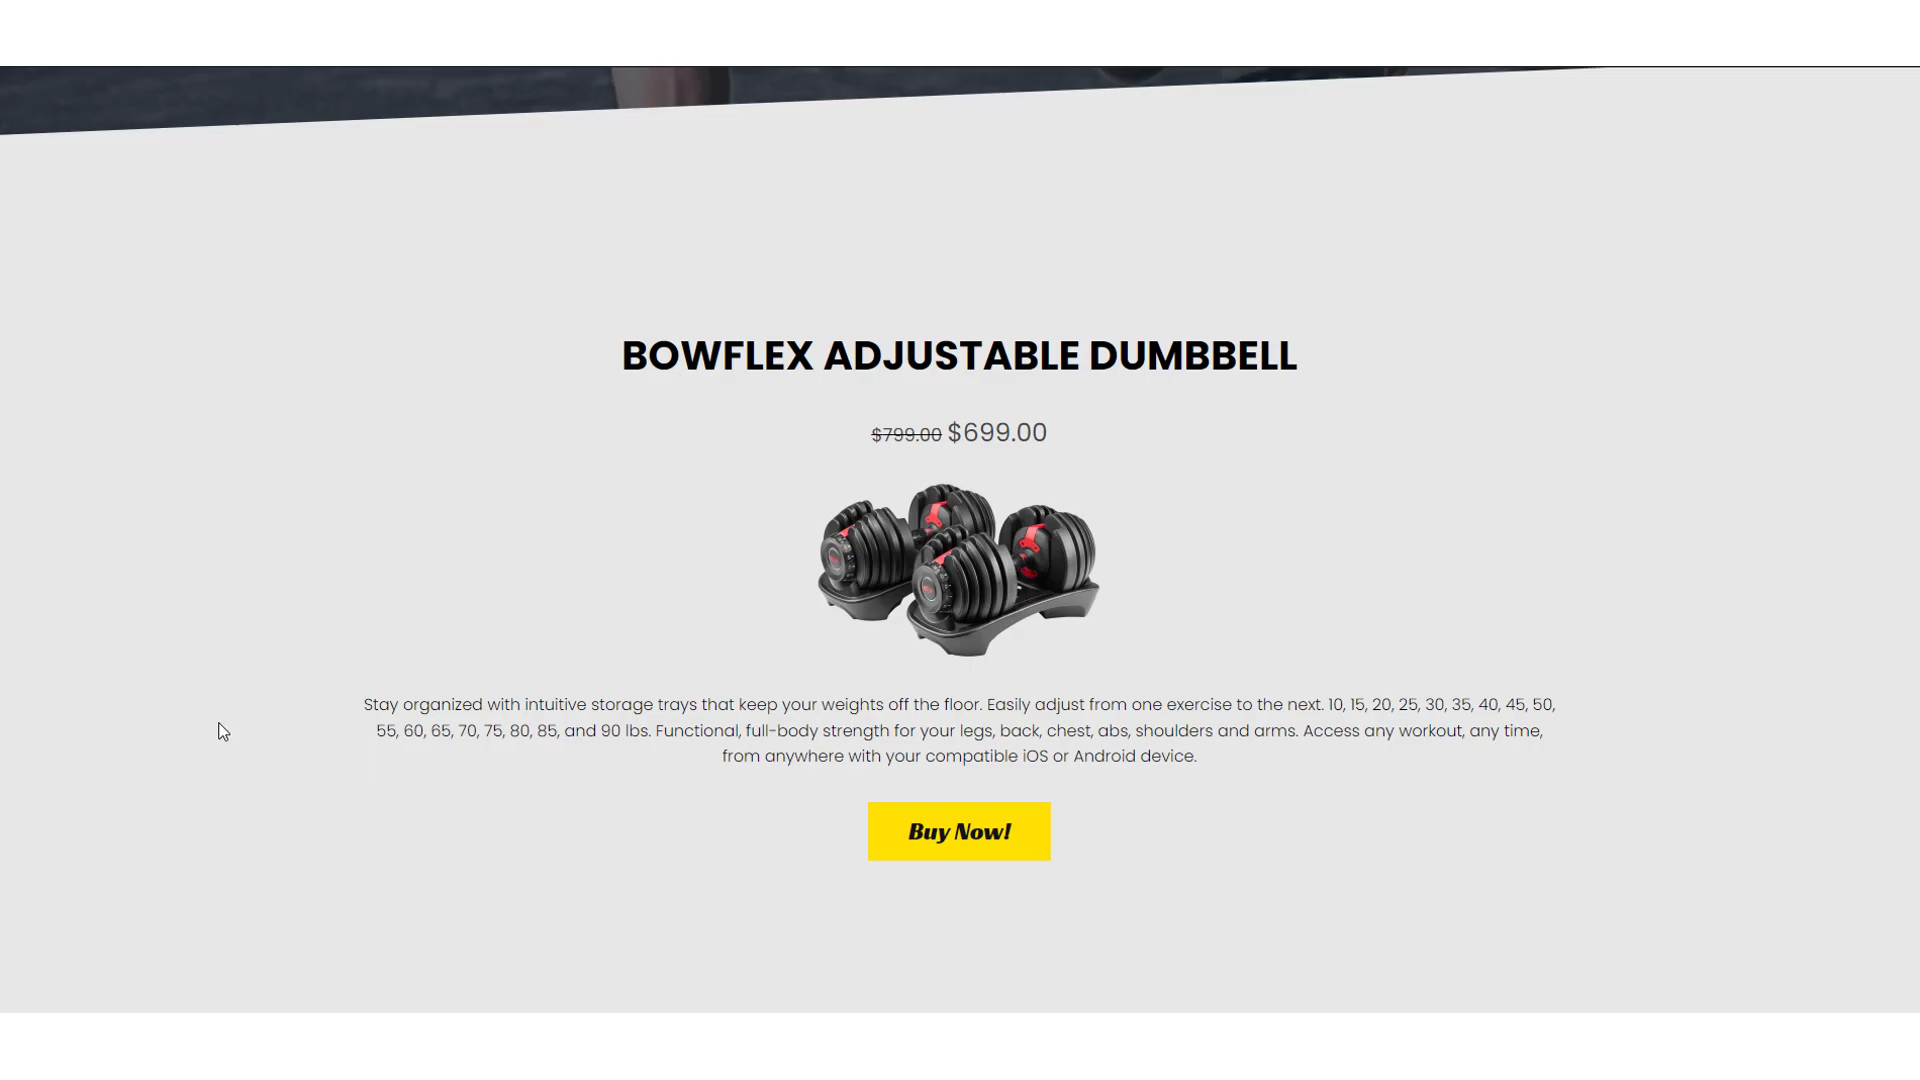 BOWFLEX ADJUSTABLE DUMBBELL
$799.00 $699.00
Stay organized with intuitive storage trays that keep your weights off the floor. Easily adjust from one exercise to the next. 10, 15, 20, 25, 30, 35, 40, 45, 50,
55, 60, 65, 70, 75, 80, 85, and 90 lbs. Functional, full-body strength for your legs, back, chest, abs, shoulders and arms. Access any workout, any time,
from anywhere with your compatible iOS or Android device.
Buy Now!